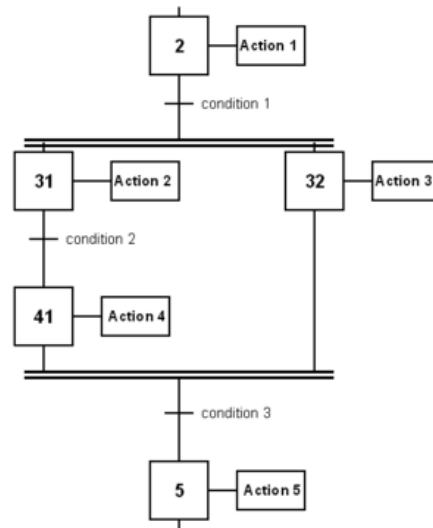 2
Action 1
condition 1
31
Action 2
32
Action 3
condition 2
41
Action 4
condition 3
5
Action 5